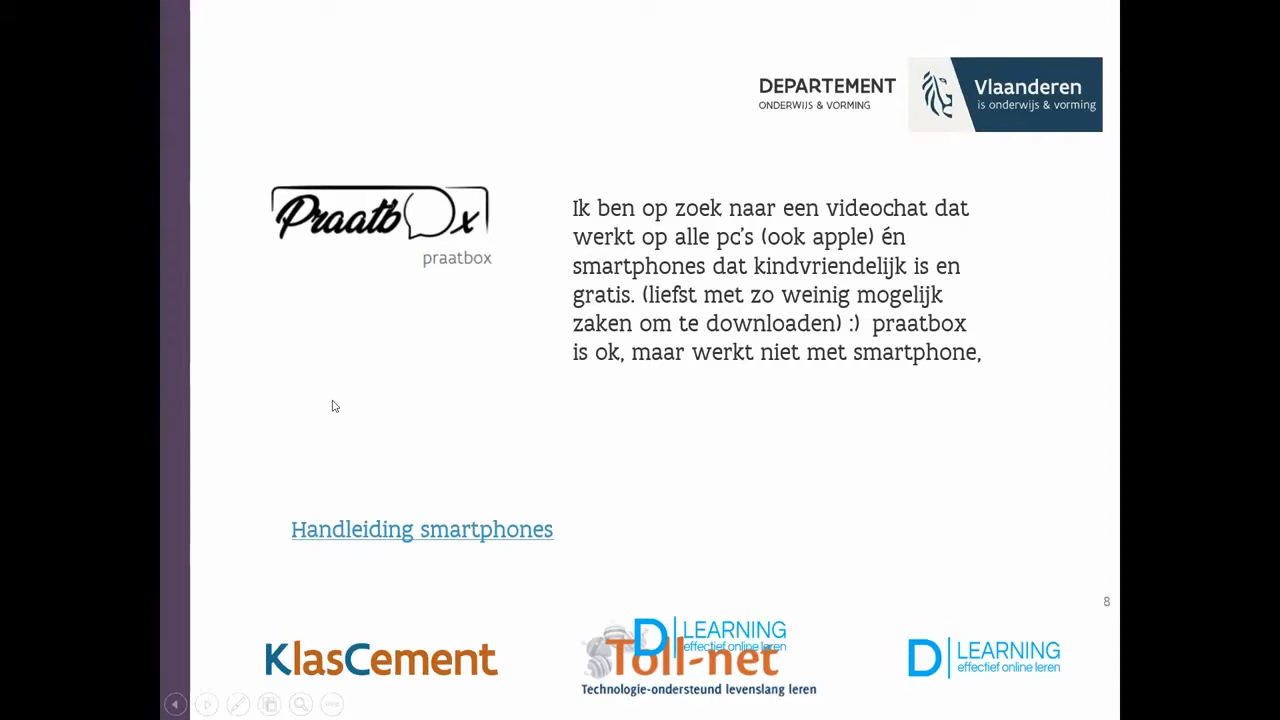 DEPARTEMENT
ONDERWIJS & VORMING
Vlaanderen
is onderwijs & vorming
Praatbox
praatbox
Ik ben op zoek naar een videochat dat
werkt op alle pc's (ook apple) én
smartphones dat kindvriendelijk is en
gratis. (liefst met zo weinig mogelijk
zaken om te downloaden) :) praatbox
is ok, maar werkt niet met smartphone,
Handleiding smartphones
8
KlasCement
D LEARNING
effectief online leren
Toll-net
Technologie-ondersteund levenslang leren
D LEARNING
effectief online leren